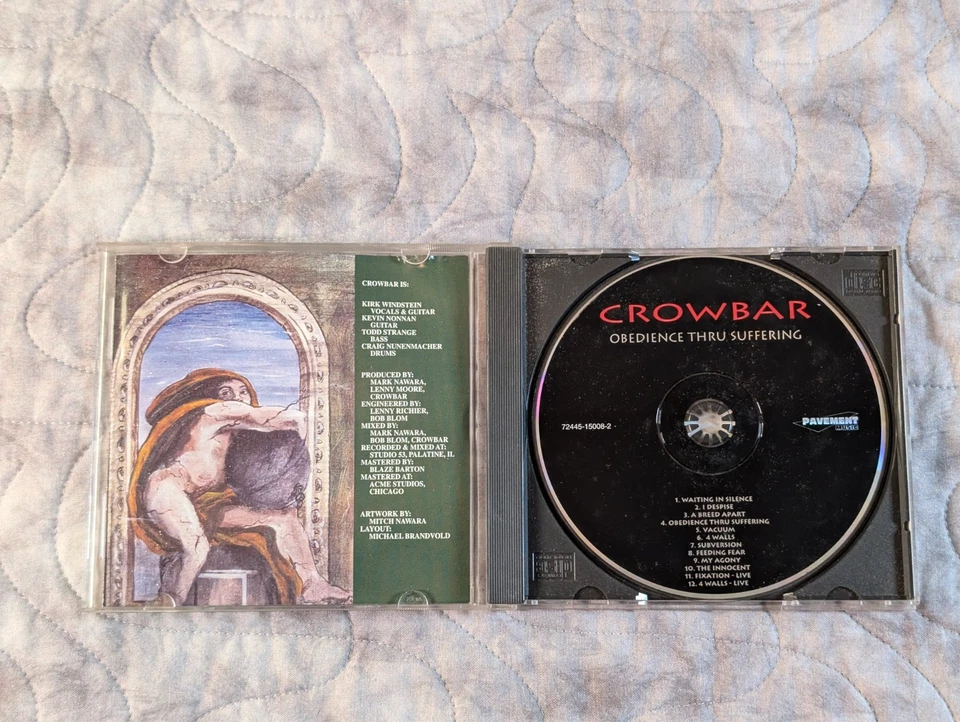 CROWBAR IS:
KIRK WINDSTEIN
VOCALS & GUITAR
KEVIN NONNAN
GUITAR
TODD STRANGE
BASS
CRAIG NUNENMACHER
DRUMS
PRODUCED BY:
MARK NAWARA,
LENNY MOORE,
CROWBAR
ENGINEERED BY:
LENNY RICHIER,
BOB BLOM
MIXED BY:
MARK NAWARA,
BOB BLOM, CROWBAR
RECORDED & MIXED AT:
STUDIO 53, PALATINE, IL
MASTERED BY:
BLAZE BARTON
MASTERED AT:
ACME STUDIOS,
CHICAGO
ARTWORK BY:
MITCH NAWARA
LAYOUT:
MICHAEL BRANDVOLD
CROWBAR
OBEDIENCE THRU SUFFERING
72445-15008-2
PAVEMENT
MUSIC
1. WAITING IN SILENCE
2. I DESPISE
3. A BREED APART
4. OBEDIENCE THRU SUFFERING
5. VACUUM
6. 4 WALLS
7. SUBVERSION
8. FEEDING FEAR
9. MY AGONY
10. THE INNOCENT
11. FIXATION - LIVE
12. 4 WALLS - LIVE